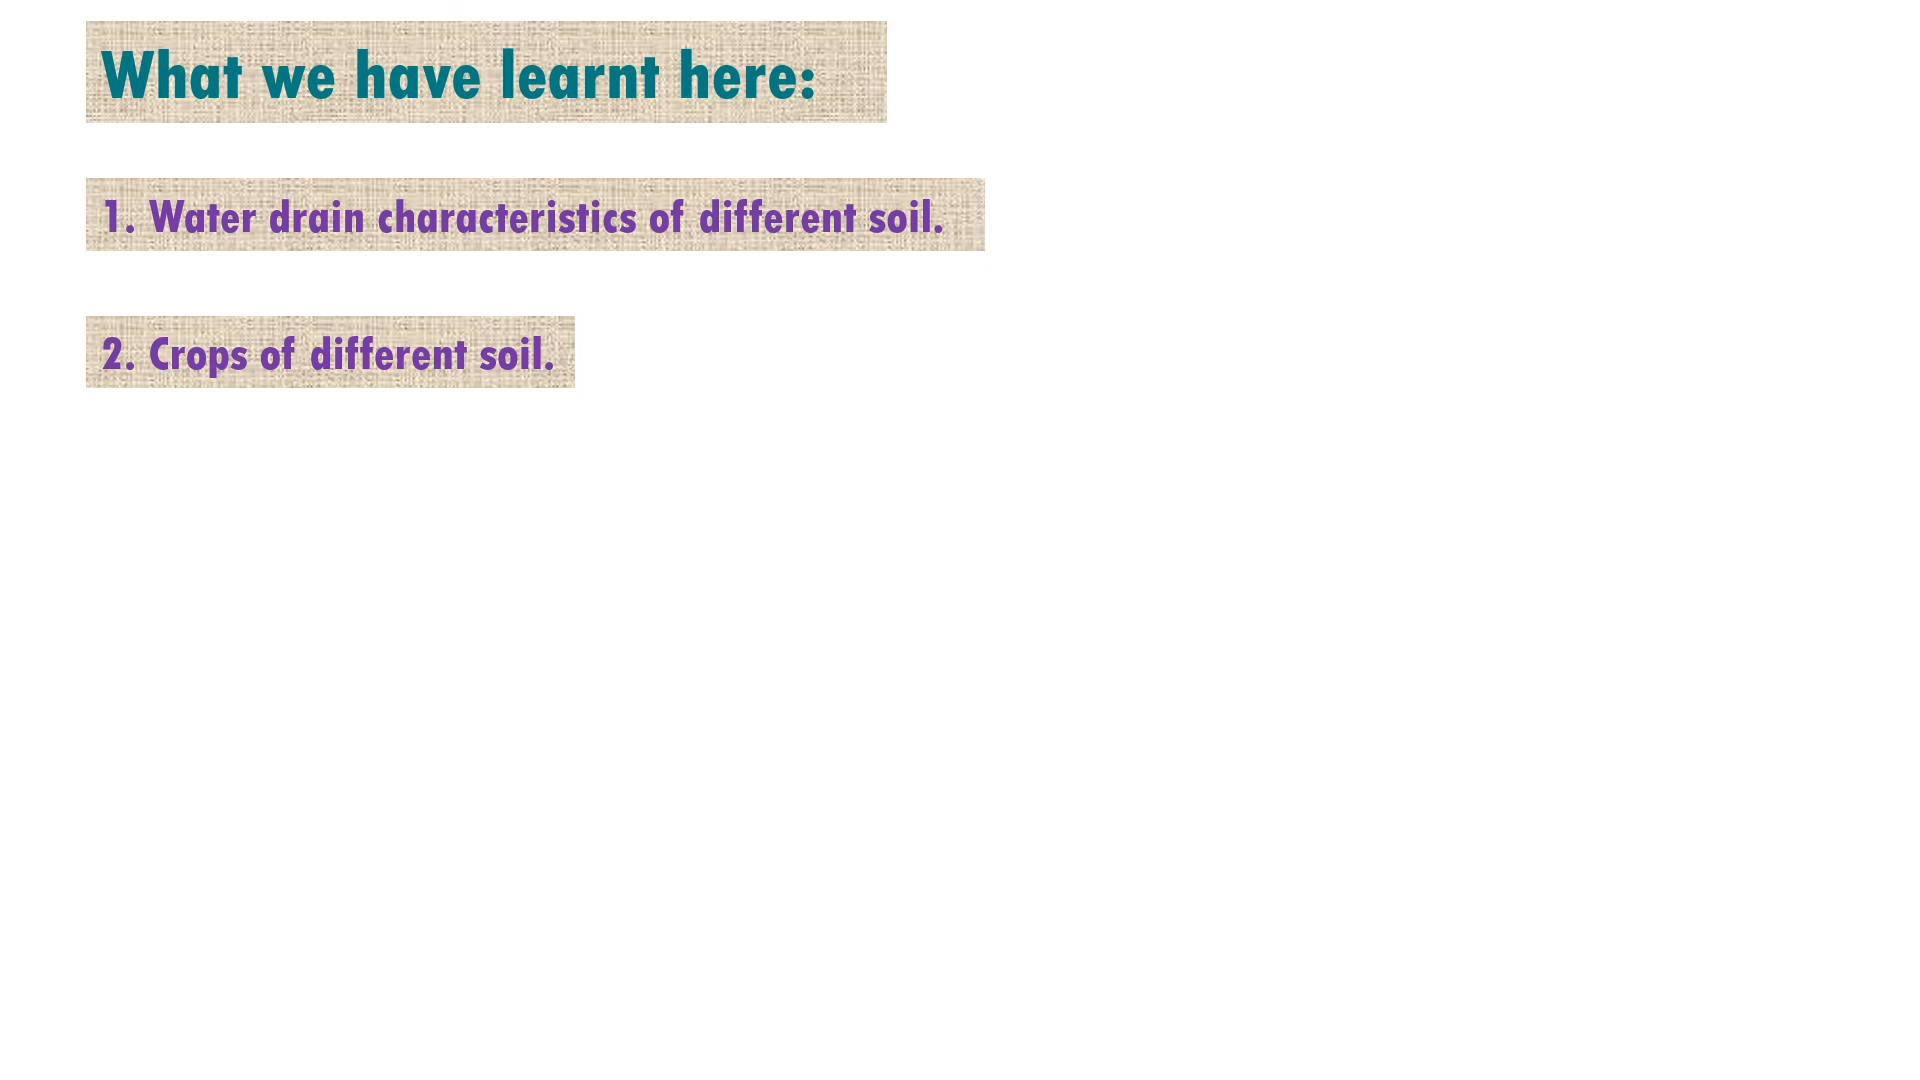 What we have learnt here:
1. Water drain characteristics of different soil.
2. Crops of different soil.